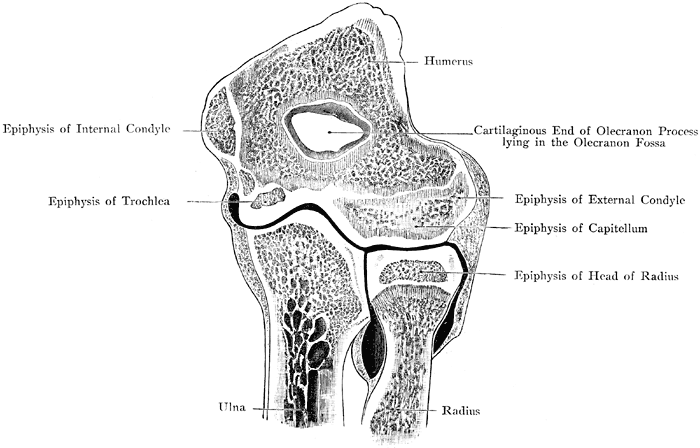 Humerus
Epiphysis of Internal Condyle
Cartilaginous End of Olecranon Process
lying in the Olecranon Fossa
Epiphysis of Trochlea
Epiphysis of External Condyle
Epiphysis of Capitellum
Epiphysis of Head of Radius
Ulna
Radius